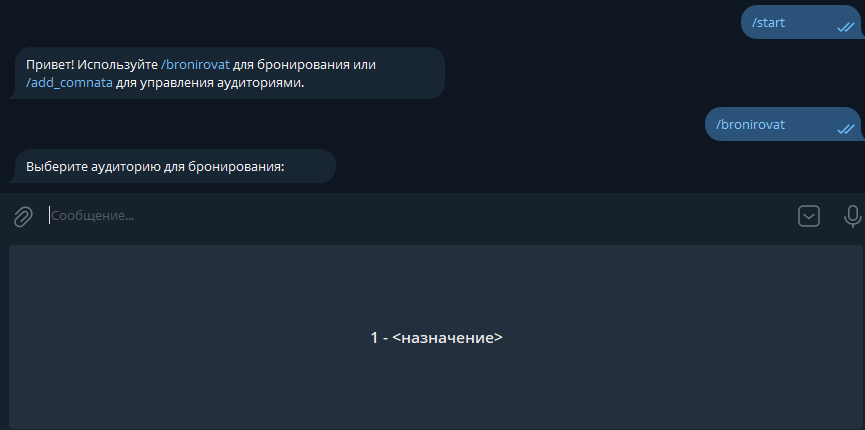 /start
Привет! Используйте /bronirovat для бронирования или
/add_comnata для управления аудиториями.
/bronirovat
Выберите аудиторию для бронирования:
Сообщение...
1 - <назначение>